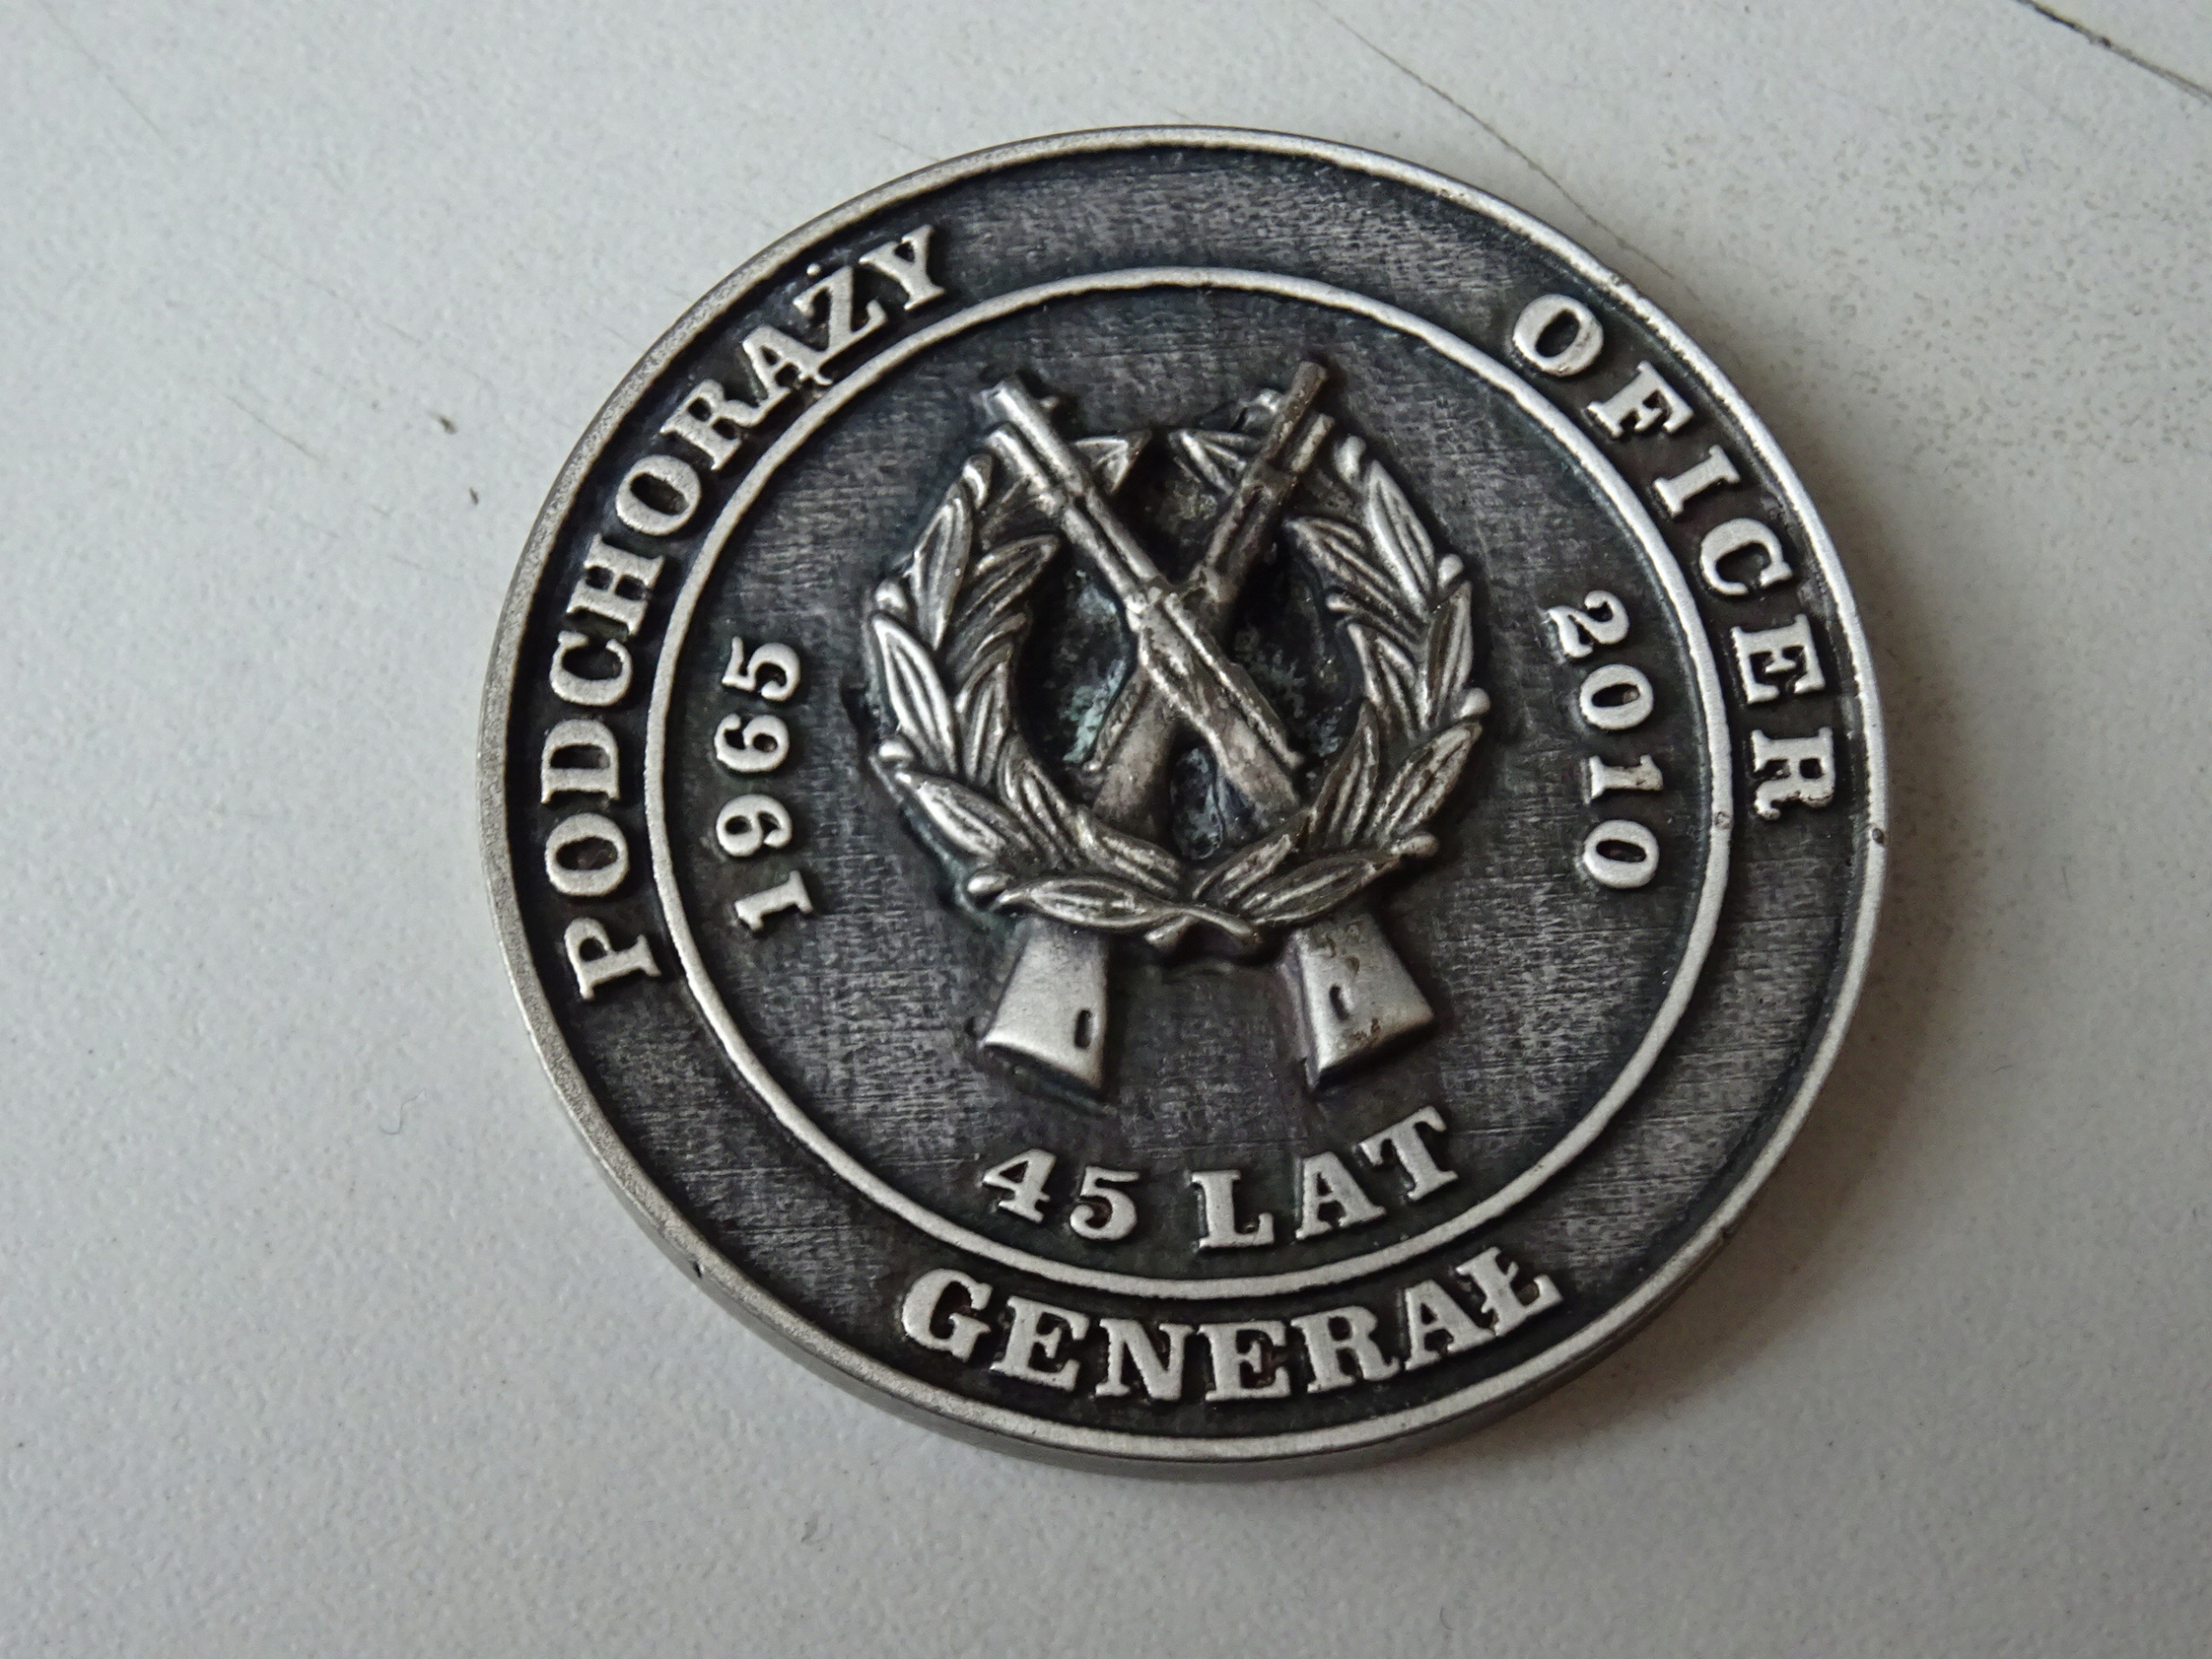 PODCHORĄŻY
OFICER
1965
2010
45 LAT
GENERAŁ